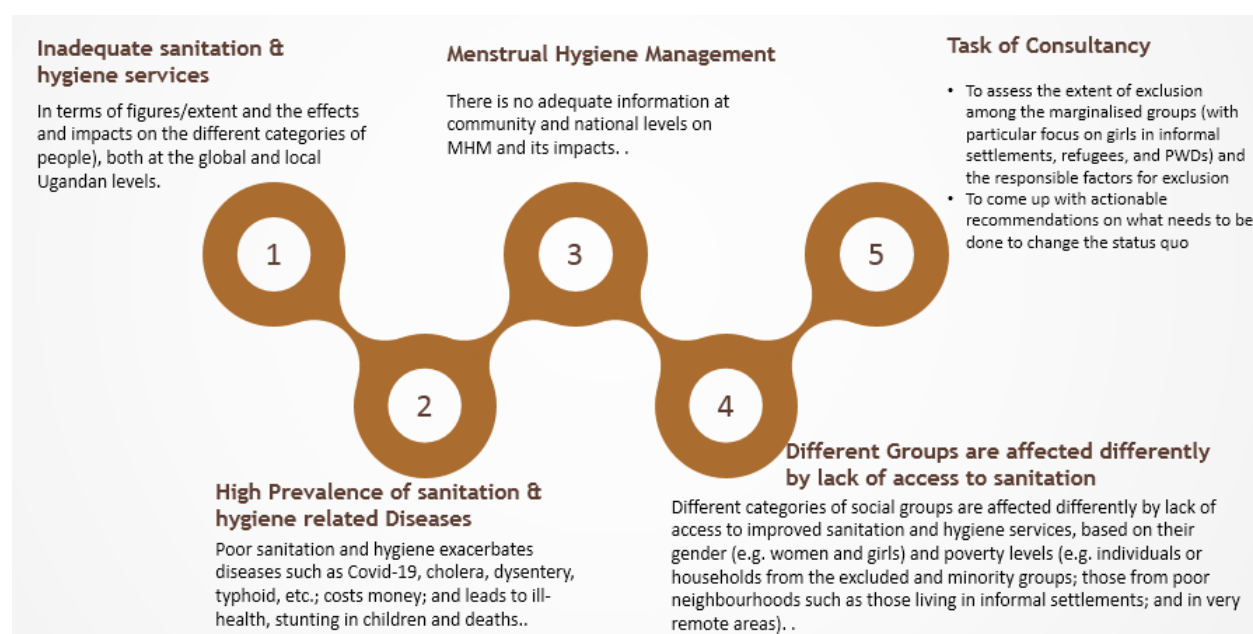 Inadequate sanitation &
hygiene services
In terms of figures/extent and the effects
and impacts on the different categories of
people), both at the global and local
Ugandan levels.
1
High Prevalence of sanitation &
hygiene related Diseases
Poor sanitation and hygiene exacerbates
diseases such as Covid-19, cholera, dysentery,
typhoid, etc.; costs money; and leads to ill-
health, stunting in children and deaths..
2
Menstrual Hygiene Management
There is no adequate information at
community and national levels on
MHM and its impacts. .
3
Different Groups are affected differently
by lack of access to sanitation
Different categories of social groups are affected differently by lack of
access to improved sanitation and hygiene services, based on their
gender (e.g. women and girls) and poverty levels (e.g. individuals or
households from the excluded and minority groups; those from poor
neighbourhoods such as those living in informal settlements; and in very
remote areas). .
4
Task of Consultancy
• To assess the extent of exclusion
among the marginalised groups (with
particular focus on girls in informal
settlements, refugees, and PWDs) and
the responsible factors for exclusion
• To come up with actionable
recommendations on what needs to be
done to change the status quo
5